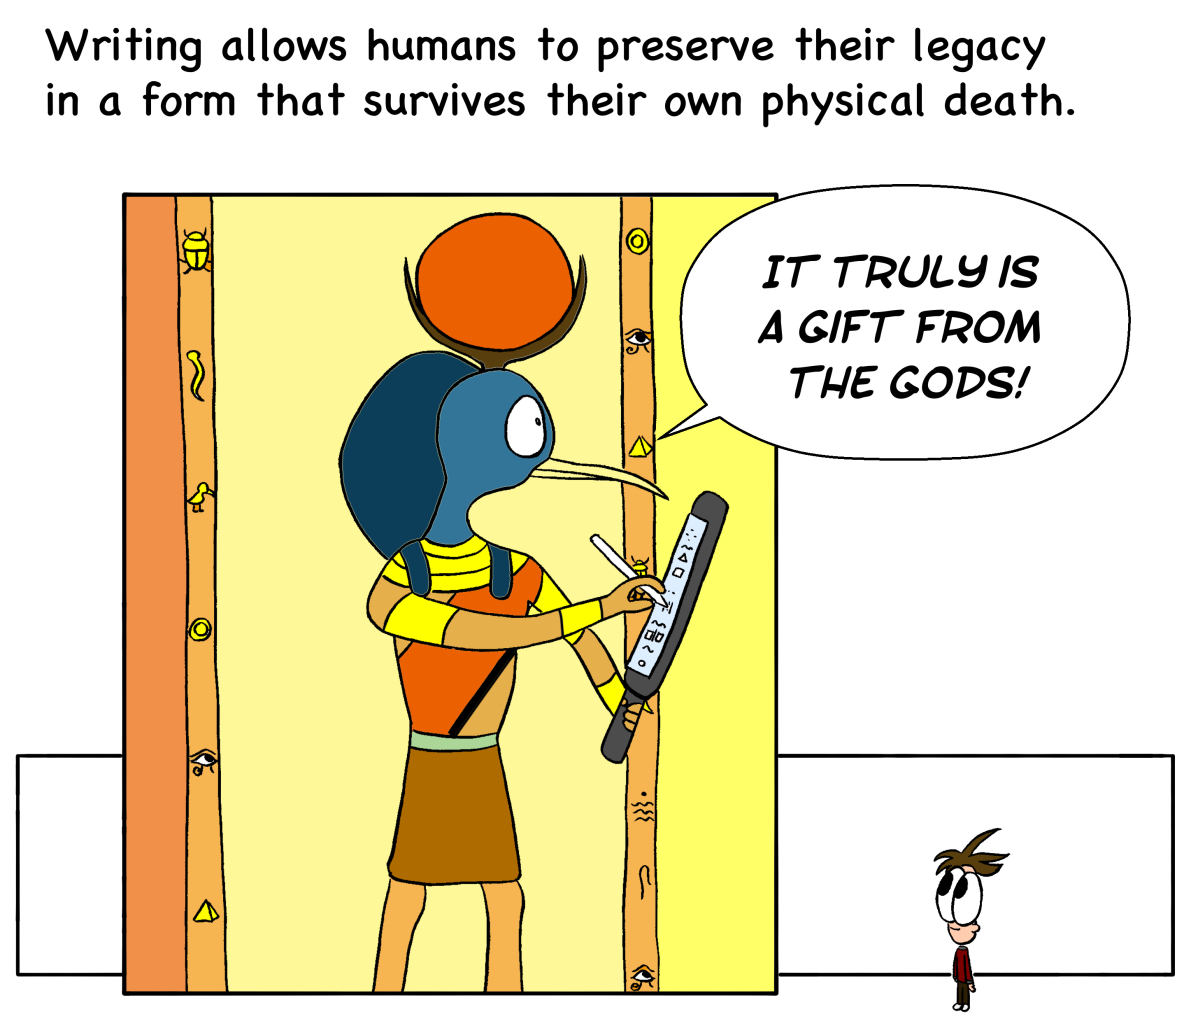 Writing allows humans to preserve their legacy
in a form that survives their own physical death.
IT TRULY IS
A GIFT FROM
THE GODS!